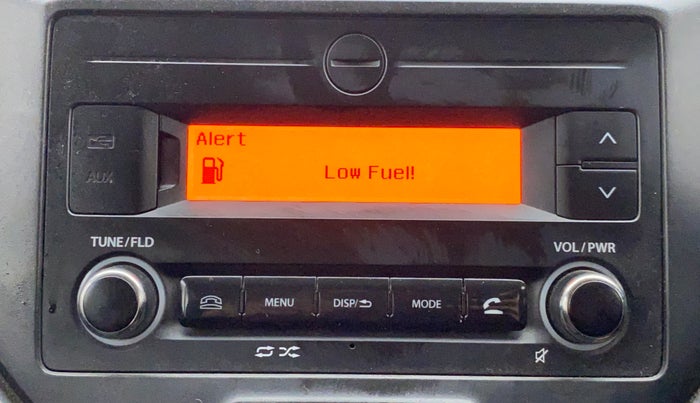 Alert
Low Fuel!
AUX
TUNE/FLD
VOL/PWR
MENU
DISP/
MODE